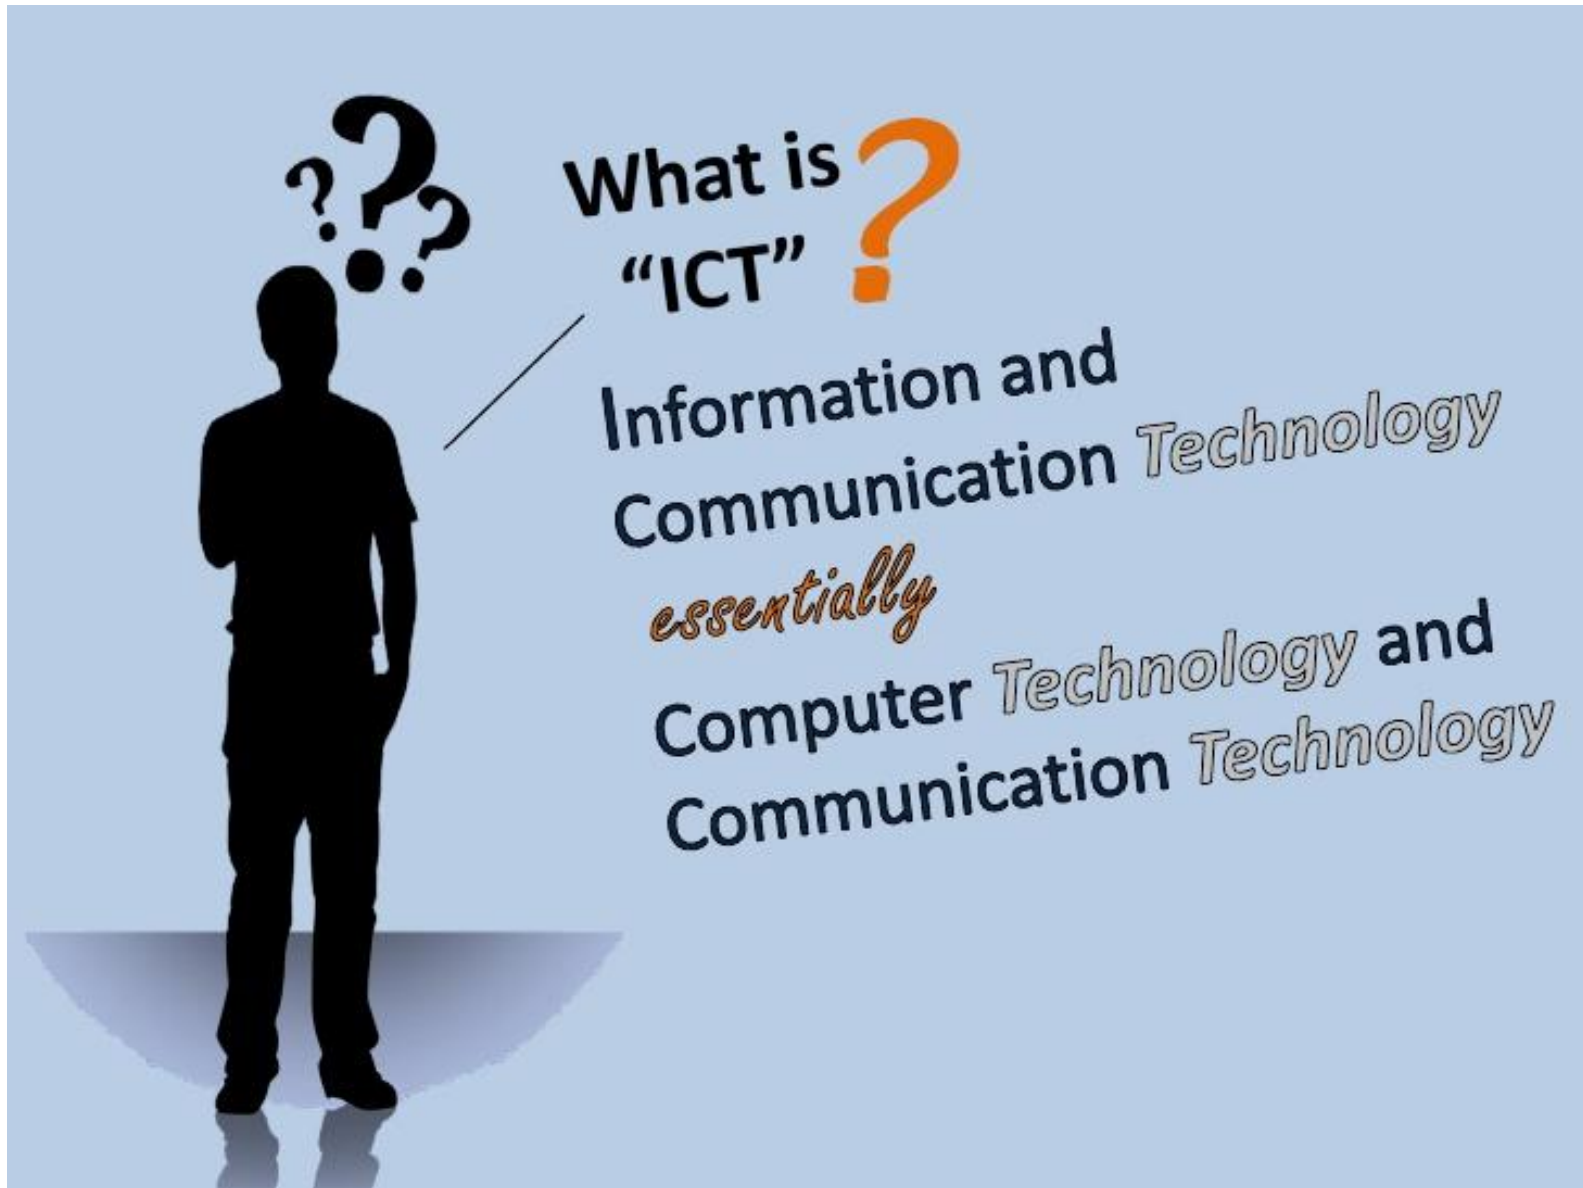 What is ?
“ICT”
Information and
Communication Technology
essentially
Computer Technology and
Communication Technology